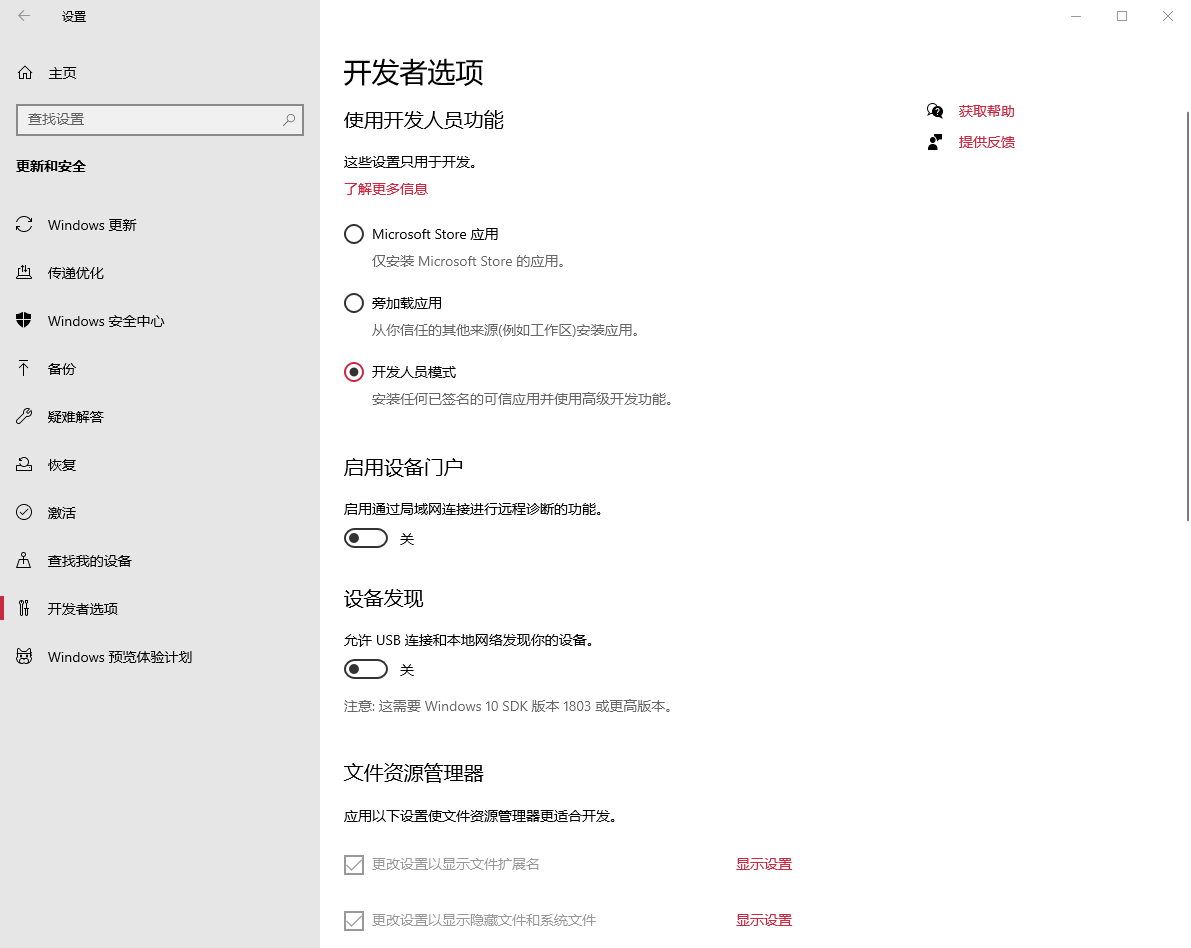 设置
主页
查找设置
更新和安全
Windows 更新
传递优化
Windows 安全中心
备份
疑难解答
恢复
激活
查找我的设备
开发者选项
Windows 预览体验计划
开发者选项
使用开发人员功能
这些设置只用于开发。
了解更多信息
Microsoft Store 应用
仅安装 Microsoft Store 的应用。
旁加载应用
从你信任的其他来源(例如工作区)安装应用。
开发人员模式
安装任何已签名的可信应用并使用高级开发功能。
启用设备门户
启用通过局域网连接进行远程诊断的功能。
关
设备发现
允许 USB 连接和本地网络发现你的设备。
关
注意: 这需要 Windows 10 SDK 版本 1803 或更高版本。
文件资源管理器
应用以下设置使文件资源管理器更适合开发。
更改设置以显示文件扩展名
显示设置
更改设置以显示隐藏文件和系统文件
显示设置
获取帮助
提供反馈